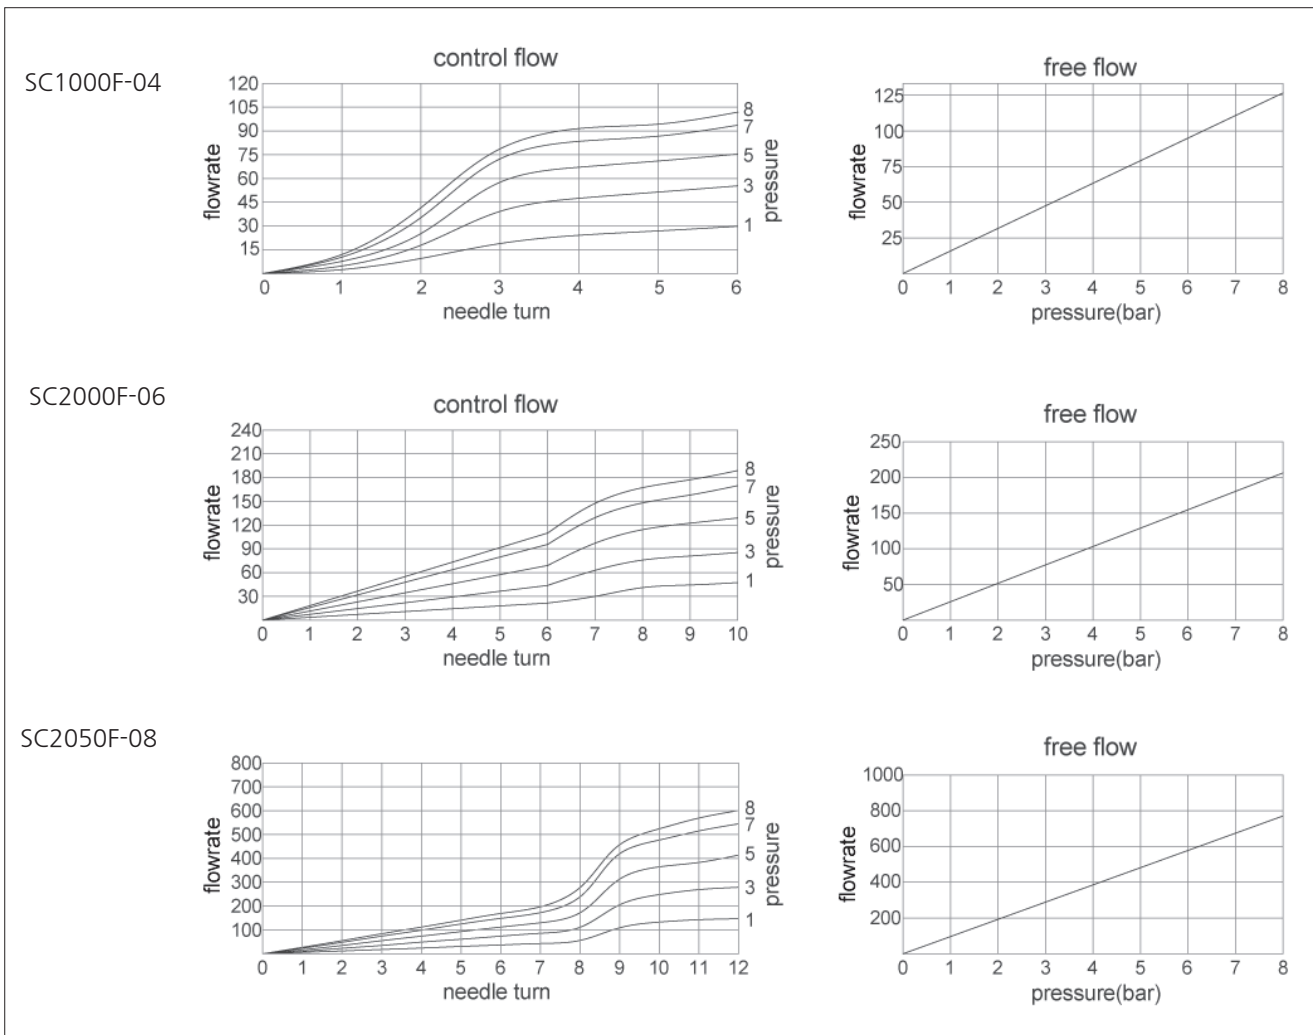 SC1000F-04
control flow
free flow
flowrate
120
105
90
75
60
45
30
15
0 1 2 3 4 5 6
needle turn
8
7
5
3
1
pressure
flowrate
125
100
75
50
25
0 1 2 3 4 5 6 7 8
pressure(bar)
SC2000F-06
control flow
free flow
flowrate
240
210
180
150
120
90
60
30
0 1 2 3 4 5 6 7 8 9 10
needle turn
8
7
5
3
1
pressure
flowrate
250
200
150
100
50
0 1 2 3 4 5 6 7 8
pressure(bar)
SC2050F-08
free flow
flowrate
800
700
600
500
400
300
200
100
0 1 2 3 4 5 6 7 8 9 10 11 12
needle turn
8
7
5
3
1
pressure
flowrate
1000
800
600
400
200
0 1 2 3 4 5 6 7 8
pressure(bar)